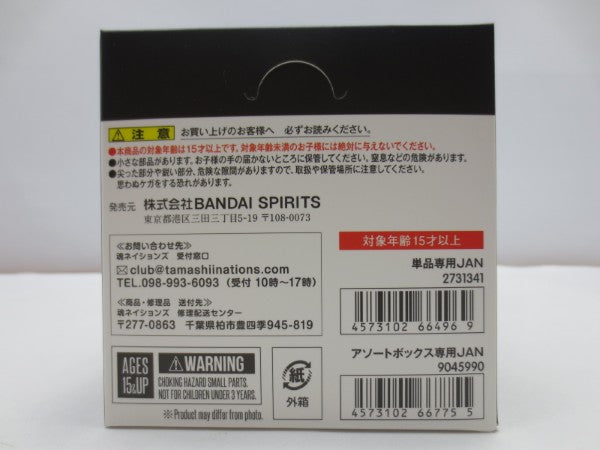 ⚠注意 お買い上げのお客様へ 必ずお読みください。
●本商品の対象年齢は15才以上です。対象年齢未満のお子様には絶対に与えないでください。
●小さな部品があります。お子様の手の届かないところに保管してください。窒息などの危険があります。
●尖った部分や鋭い部分、危険な隙間がありますので、取扱や保管場所に注意してください。
思わぬケガをする恐れがあります。
発売元 株式会社BANDAI SPIRITS
東京都港区三田三丁目5-19 〒108-0073
≪お問い合わせ先≫
魂ネイションズ 受付窓口
✉club@tamashiinations.com
TEL.098-993-6093 (受付 10時～17時)
≪商品・修理品 送付先≫
魂ネイションズ 修理配送センター
〒277-0863 千葉県柏市豊四季945-819
対象年齢15才以上
単品専用JAN
2731341
4573102 664969
アソートボックス専用JAN
9045990
4573102 667755
AGES
15&UP
⚠WARNING
CHOKING HAZARD SMALL PARTS.
NOT FOR CHILDREN UNDER 3 YEARS.
※Product may differ from photo.
紙
外箱